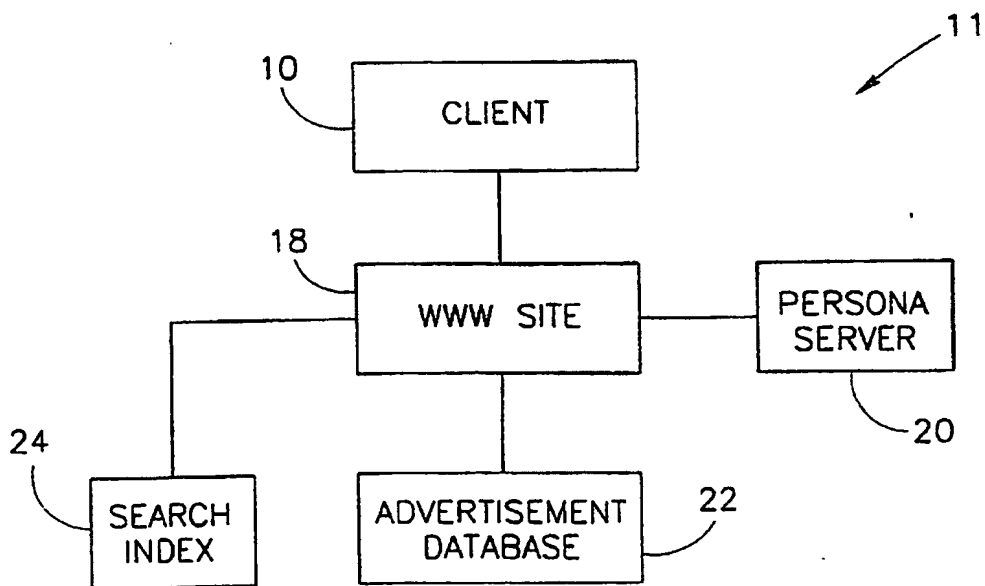 11
10
CLIENT
18
WWW SITE
PERSONA
SERVER
20
24
SEARCH
INDEX
ADVERTISEMENT
DATABASE
22